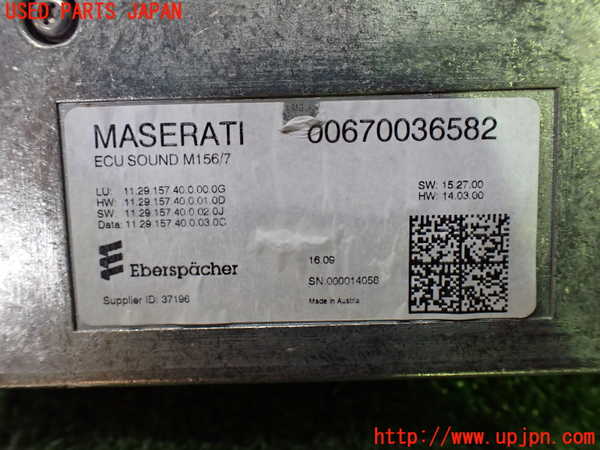 USED PARTS JAPAN
MASERATI 00670036582
ECU SOUND M156/7
LU: 11.29.157 40.0.00.0G
HW: 11.29.157 40.0.01.0D
SW: 11.29.157 40.0.02.0J
Data: 11.29.157 40.0.03.0C
SW: 15.27.00
HW: 14.03.00
Eberspächer
16.09
SN:000014056
Supplier ID: 37196
Made in Austria
http://www.upjpn.com